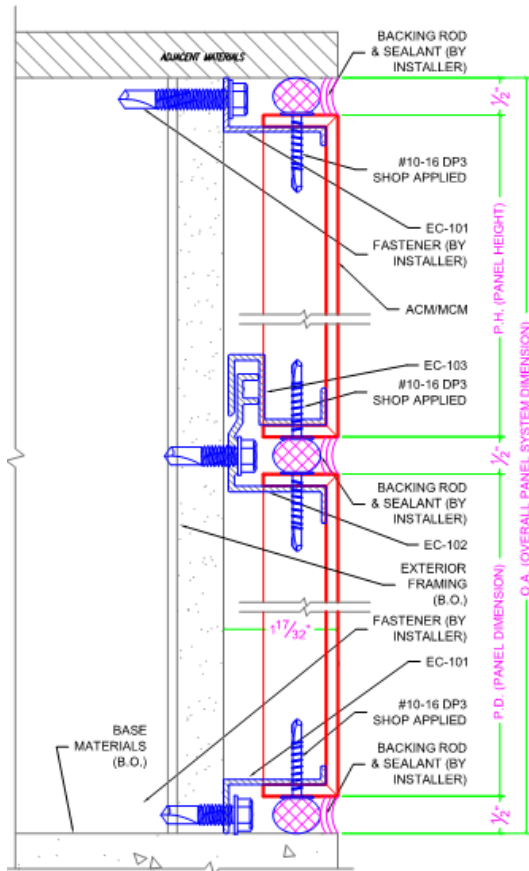 ADJACENT MATERIALS
BACKING ROD
& SEALANT (BY
INSTALLER)
1/2"
#10-16 DP3
SHOP APPLIED
EC-101
FASTENER (BY
INSTALLER)
ACM/MCM
P.H. (PANEL HEIGHT)
EC-103
#10-16 DP3
SHOP APPLIED
1/2"
BACKING ROD
& SEALANT (BY
INSTALLER)
EC-102
EXTERIOR
FRAMING
(B.O.)
FASTENER (BY
INSTALLER)
1 17/32"
EC-101
P.D. (PANEL DIMENSION)
O.A. (OVERALL PANEL SYSTEM DIMENSION)
#10-16 DP3
SHOP APPLIED
BASE
MATERIALS
(B.O.)
BACKING ROD
& SEALANT (BY
INSTALLER)
1/2"